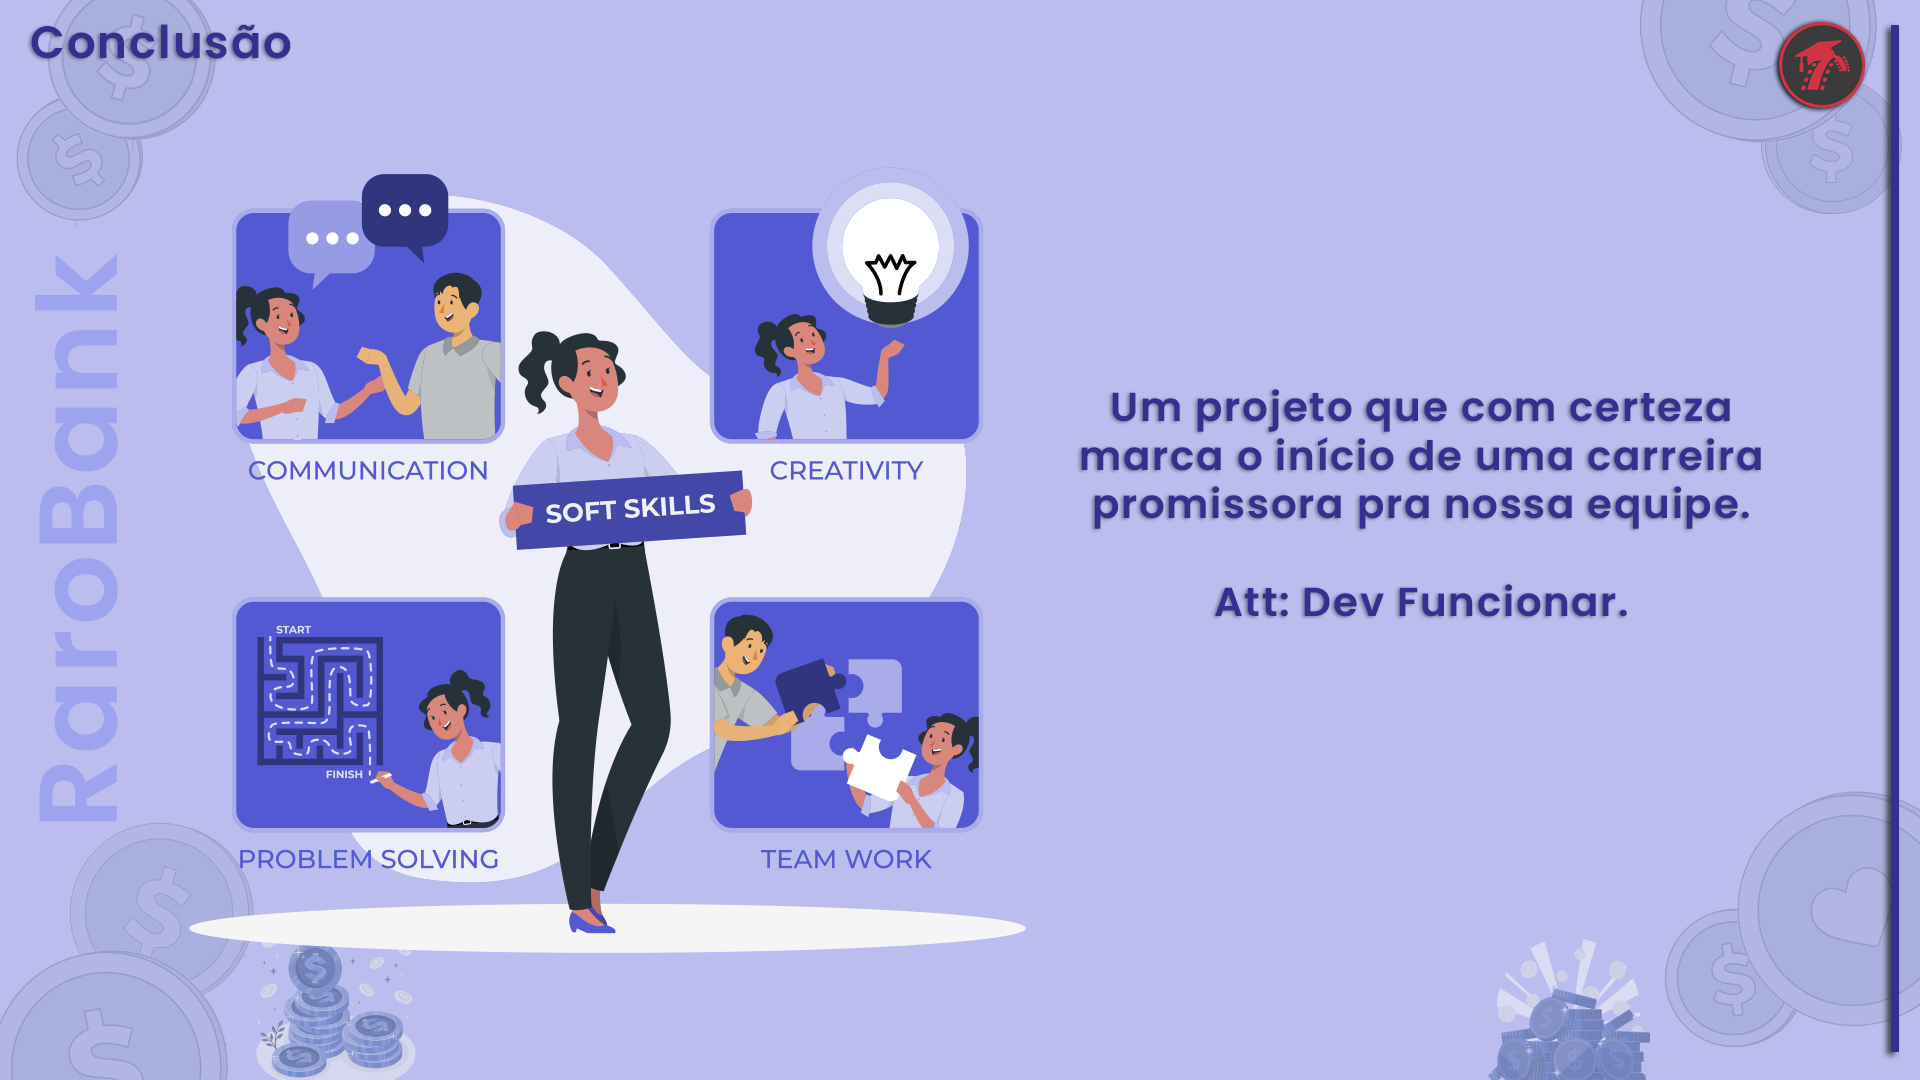 Conclusão
RaroBank
COMMUNICATION
CREATIVITY
SOFT SKILLS
START
FINISH
PROBLEM SOLVING
TEAM WORK
Um projeto que com certeza
marca o início de uma carreira
promissora pra nossa equipe.
Att: Dev Funcionar.